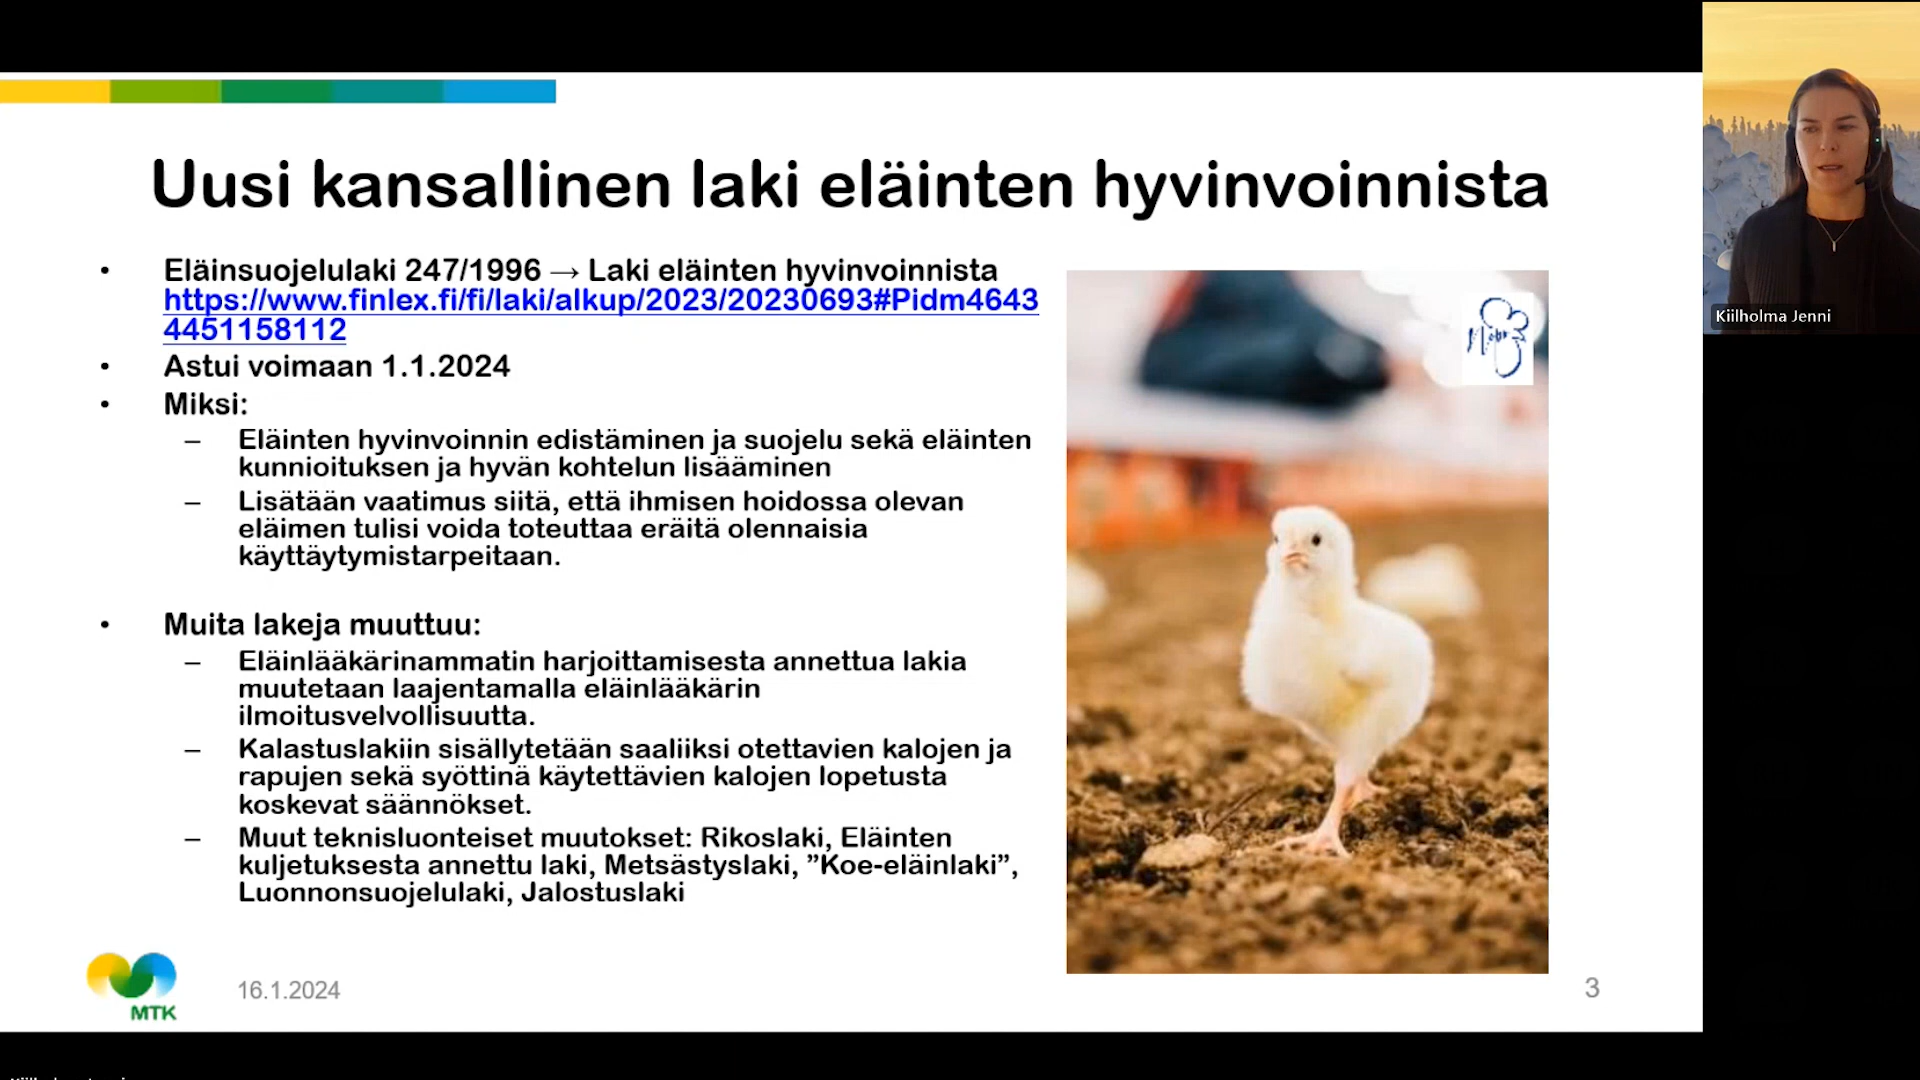 Uusi kansallinen laki eläinten hyvinvoinnista
• Eläinsuojelulaki 247/1996 → Laki eläinten hyvinvoinnista
https://www.finlex.fi/fi/laki/alkup/2023/20230693#Pidm4643
4451158112
• Astui voimaan 1.1.2024
• Miksi:
– Eläinten hyvinvoinnin edistäminen ja suojelu sekä eläinten
kunnioituksen ja hyvän kohtelun lisääminen
– Lisätään vaatimus siitä, että ihmisen hoidossa olevan
eläimen tulisi voida toteuttaa eräitä olennaisia
käyttäytymistarpeitaan.
• Muita lakeja muuttuu:
– Eläinlääkärinammatin harjoittamisesta annettua lakia
muutetaan laajentamalla eläinlääkärin
ilmoitusvelvollisuutta.
– Kalastuslakiin sisällytetään saaliiksi otettavien kalojen ja
rapujen sekä syöttinä käytettävien kalojen lopetusta
koskevat säännökset.
– Muut teknisluonteiset muutokset: Rikoslaki, Eläinten
kuljetuksesta annettu laki, Metsästyslaki, ”Koe-eläinlaki”,
Luonnonsuojelulaki, Jalostuslaki
MTK
16.1.2024
3
Kiilholma Jenni